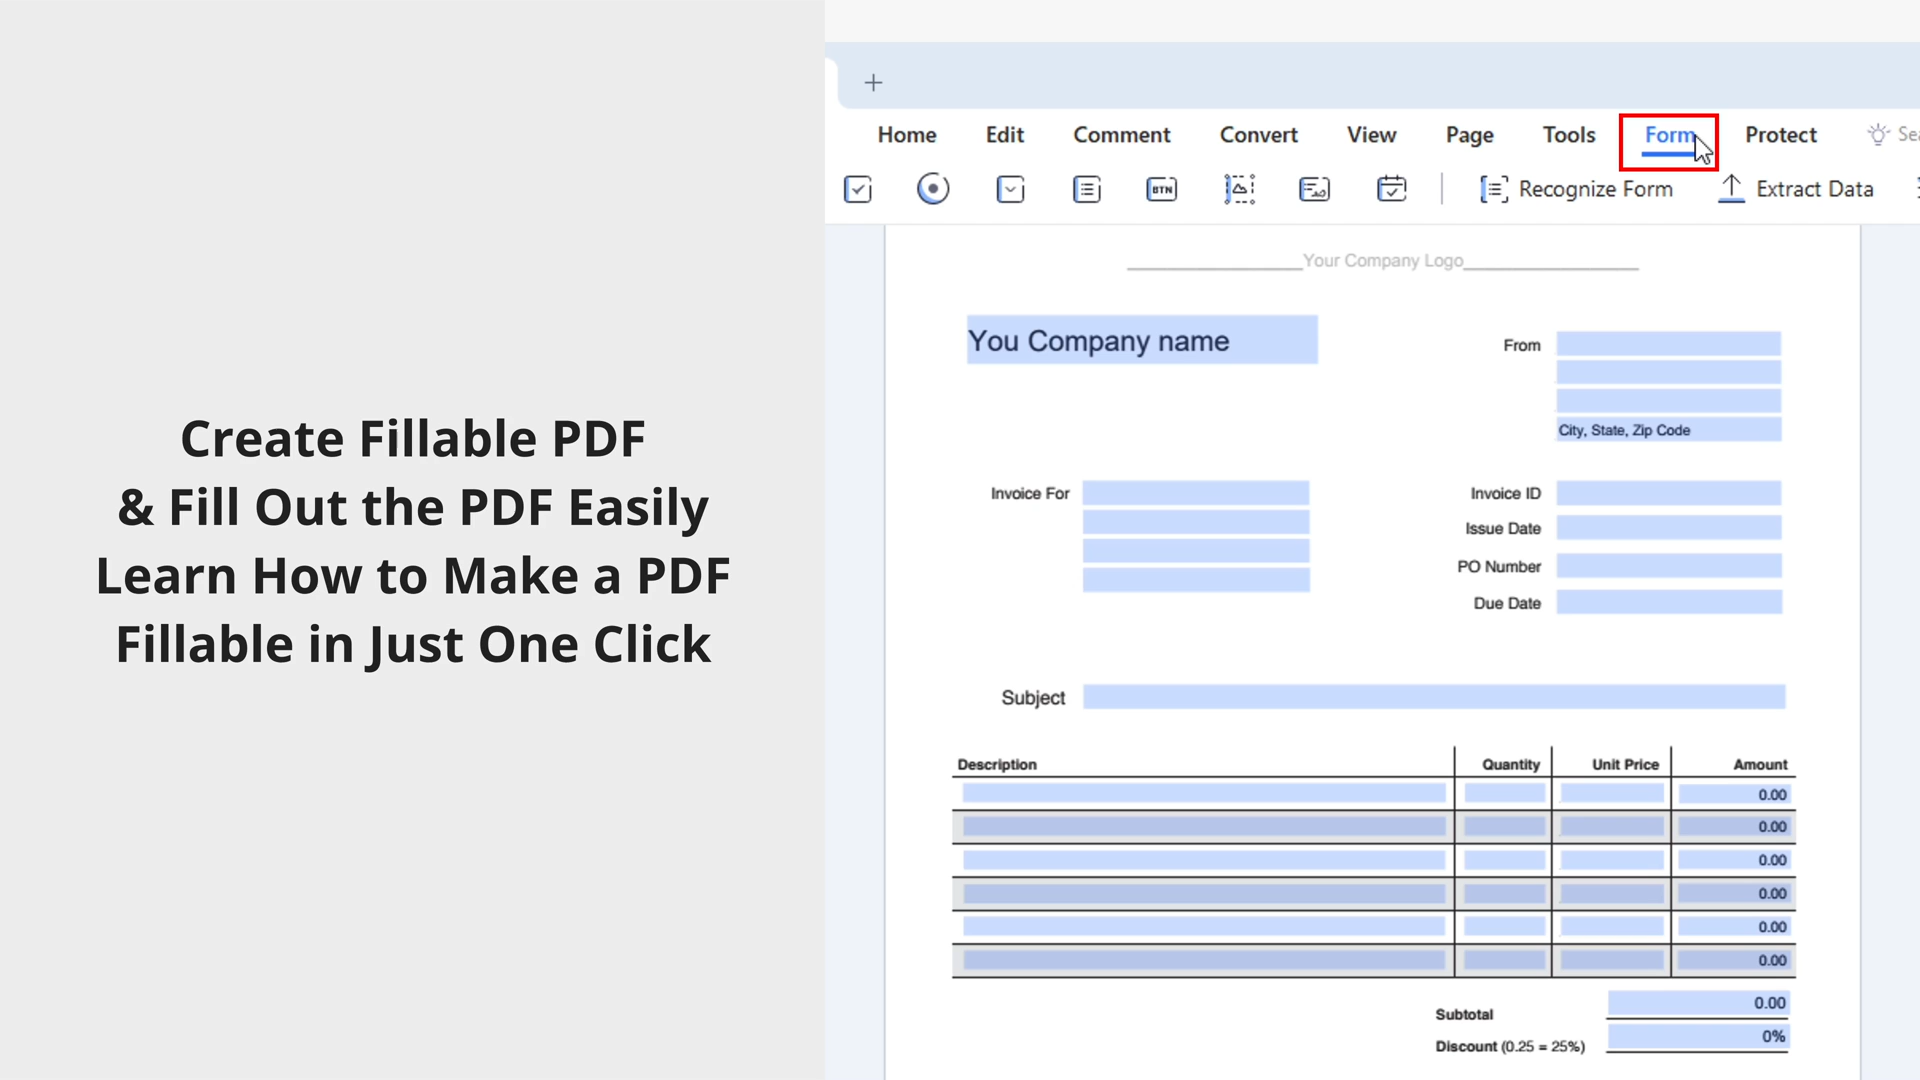 Create Fillable PDF
& Fill Out the PDF Easily
Learn How to Make a PDF
Fillable in Just One Click
Home Edit Comment Convert View Page Tools Form Protect
BTN Recognize Form Extract Data
Your Company Logo
You Company name
From
City, State, Zip Code
Invoice For
Invoice ID
Issue Date
PO Number
Due Date
Subject
Description Quantity Unit Price Amount
0.00
0.00
0.00
0.00
0.00
0.00
Subtotal 0.00
Discount (0.25 = 25%) 0%